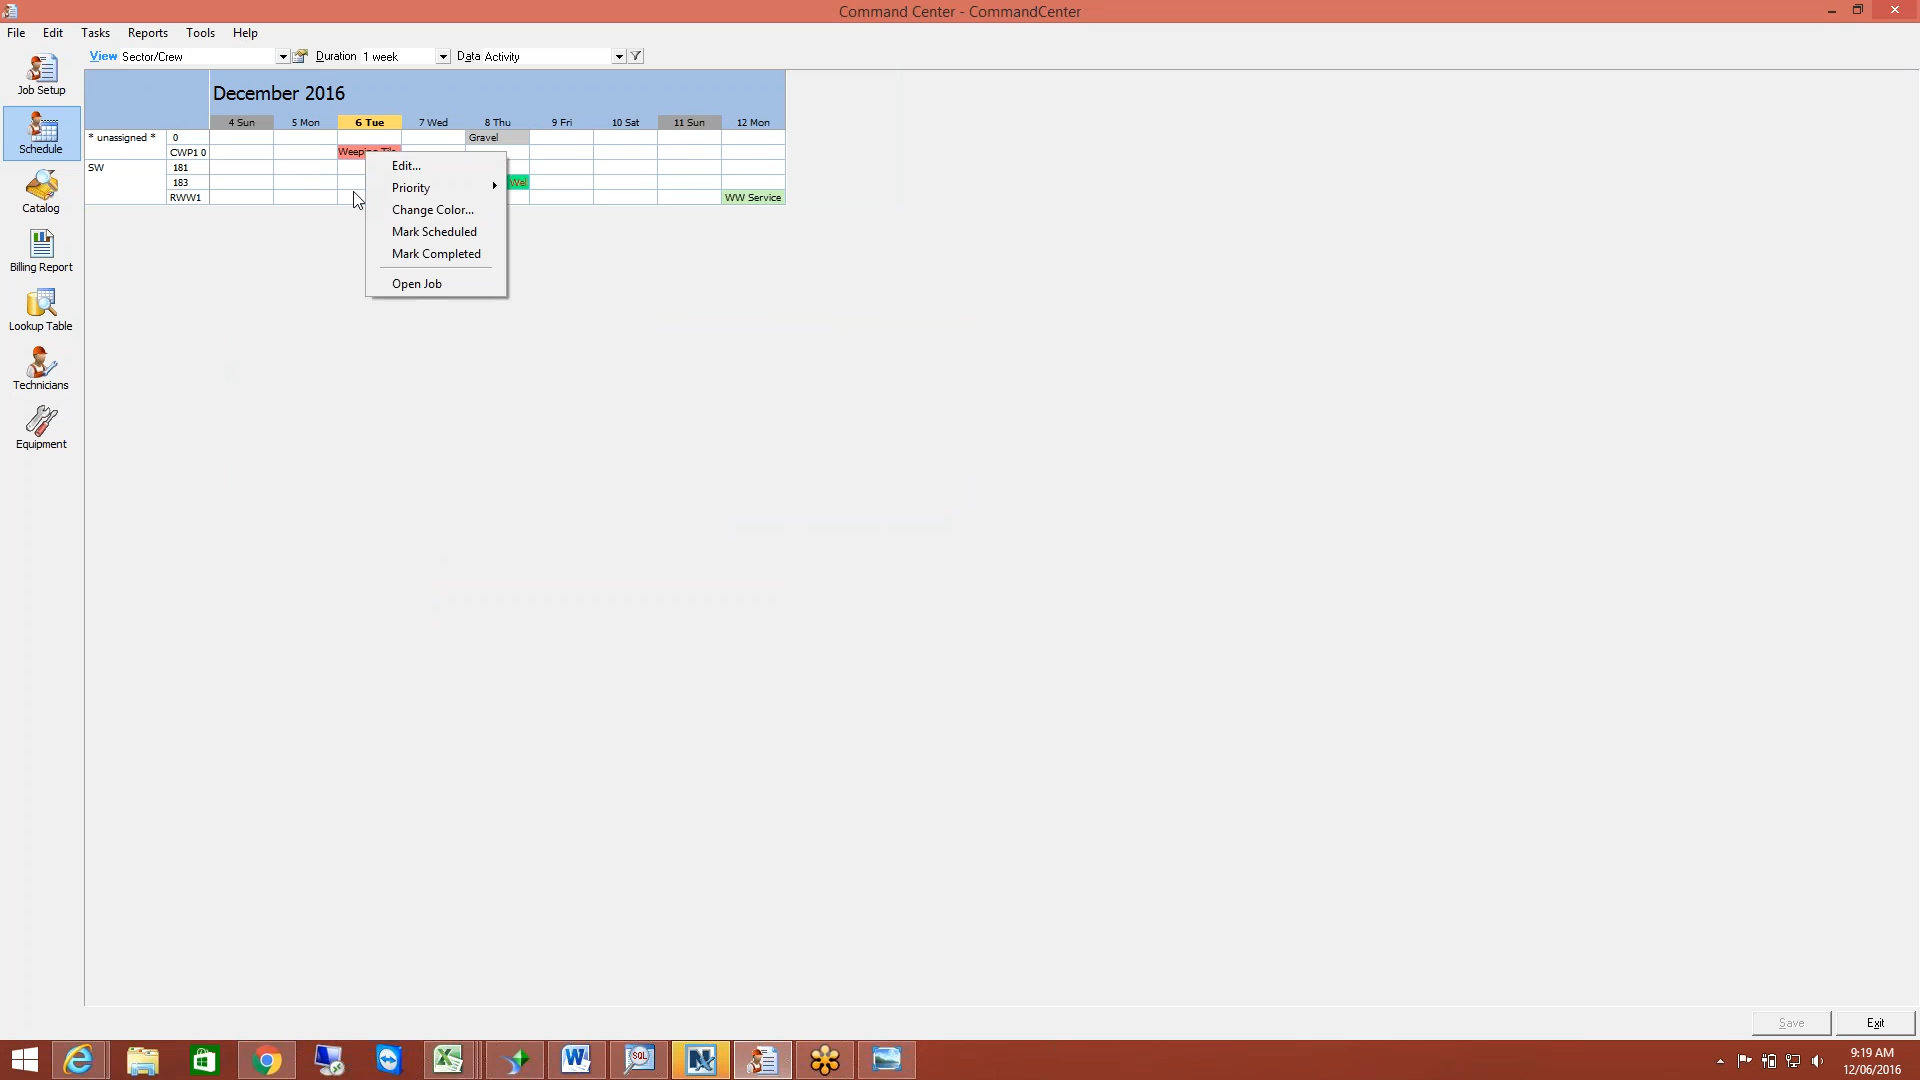 Command Center - CommandCenter
File Edit Tasks Reports Tools Help
View Sector/Crew Duration 1 week Data Activity
Job Setup
Schedule
Catalog
Billing Report
Lookup Table
Technicians
Equipment
December 2016
4 Sun 5 Mon 6 Tue 7 Wed 8 Thu 9 Fri 10 Sat 11 Sun 12 Mon
* unassigned * 0 Gravel
CWP1 0 Weeping Tile
SW 181
183 Wel
RWW1 WW Service
Edit...
Priority
Change Color...
Mark Scheduled
Mark Completed
Open Job
Save Exit
SQL
9:19 AM
12/06/2016